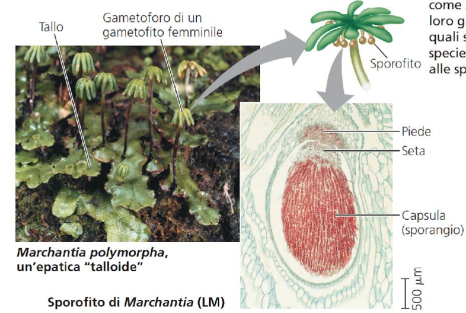 Tallo
Gametoforo di un
gametofito femminile
come
loro g
quali s
specie
alle sp
Sporofito
Piede
Seta
Capsula
(sporangio)
500 µm
Marchantia polymorpha,
un'epatica "talloide"
Sporofito di Marchantia (LM)